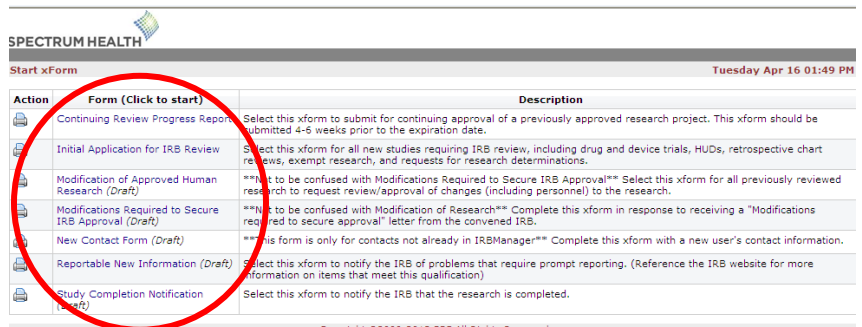 SPECTRUM HEALTH
Start xForm Tuesday Apr 16 01:49 PM
Action Form (Click to start) Description
Continuing Review Progress Report Select this xform to submit for continuing approval of a previously approved research project. This xform should be
submitted 4-6 weeks prior to the expiration date.
Initial Application for IRB Review Select this xform for all new studies requiring IRB review, including drug and device trials, HUDs, retrospective chart
reviews, exempt research, and requests for research determinations.
Modification of Approved Human **Not to be confused with Modifications Required to Secure IRB Approval** Select this xform for all previously reviewed
Research (Draft) research to request review/approval of changes (including personnel) to the research.
Modifications Required to Secure **Not to be confused with Modification of Research** Complete this xform in response to receiving a "Modifications
IRB Approval (Draft) required to secure approval" letter from the convened IRB.
New Contact Form (Draft) **This form is only for contacts not already in IRBManager** Complete this xform with a new user's contact information.
Reportable New Information (Draft) Select this xform to notify the IRB of problems that require prompt reporting. (Reference the IRB website for more
information on items that meet this qualification)
Study Completion Notification Select this xform to notify the IRB that the research is completed.
(Draft)